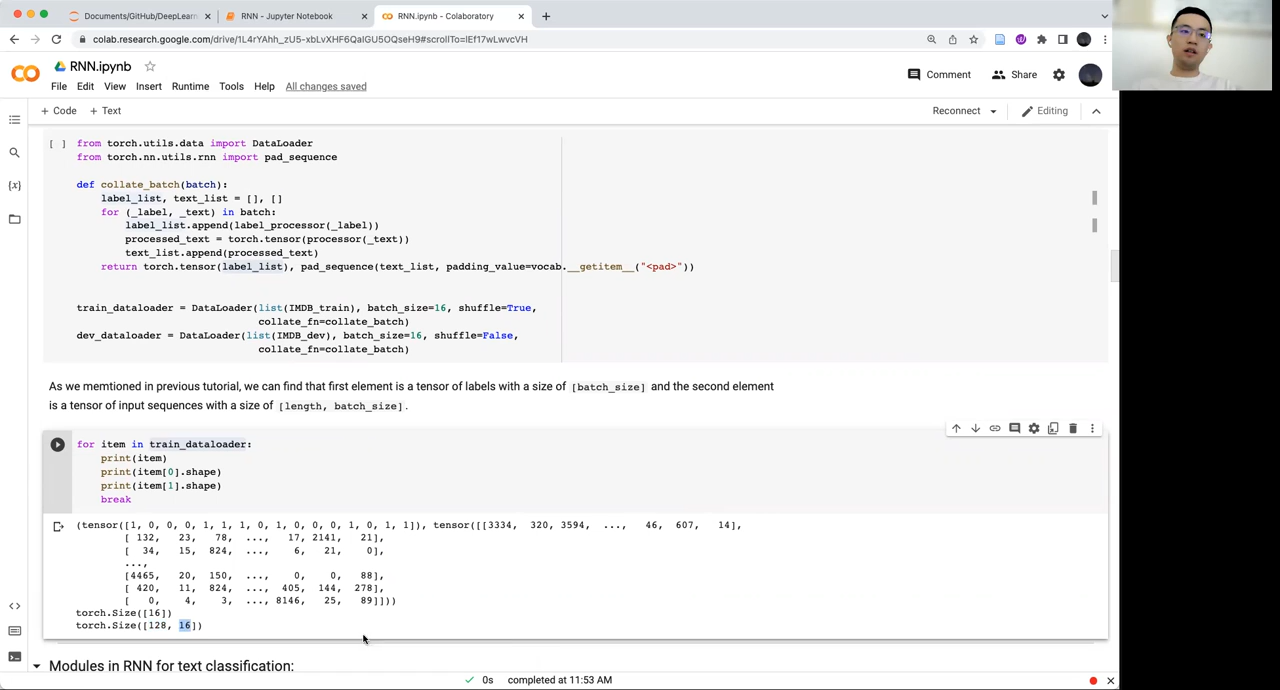 Documents/GitHub/DeepLearn
RNN - Jupyter Notebook
RNN.ipynb - Colaboratory
RNN.ipynb
File Edit View Insert Runtime Tools Help All changes saved
Comment Share
+ Code + Text
Reconnect Editing
[ ] from torch.utils.data import DataLoader
from torch.nn.utils.rnn import pad_sequence
def collate_batch(batch):
label_list, text_list = [], []
for (_label, _text) in batch:
label_list.append(label_processor(_label))
processed_text = torch.tensor(processor(_text))
text_list.append(processed_text)
return torch.tensor(label_list), pad_sequence(text_list, padding_value=vocab.__getitem__("<pad>"))
train_dataloader = DataLoader(list(IMDB_train), batch_size=16, shuffle=True,
collate_fn=collate_batch)
dev_dataloader = DataLoader(list(IMDB_dev), batch_size=16, shuffle=False,
collate_fn=collate_batch)
As we memtioned in previous tutorial, we can find that first element is a tensor of labels with a size of [batch_size] and the second element
is a tensor of input sequences with a size of [length, batch_size].
for item in train_dataloader:
print(item)
print(item[0].shape)
print(item[1].shape)
break
(tensor([1, 0, 0, 0, 1, 1, 1, 0, 1, 0, 0, 0, 1, 0, 1, 1]), tensor([[3334, 320, 3594, ..., 46, 607, 14],
[ 132, 23, 78, ..., 17, 2141, 21],
[ 34, 15, 824, ..., 6, 21, 0],
...,
[4465, 20, 150, ..., 0, 0, 88],
[ 420, 11, 824, ..., 405, 144, 278],
[ 0, 4, 3, ..., 8146, 25, 89]]))
torch.Size([16])
torch.Size([128, 16])
Modules in RNN for text classification:
0s completed at 11:53 AM